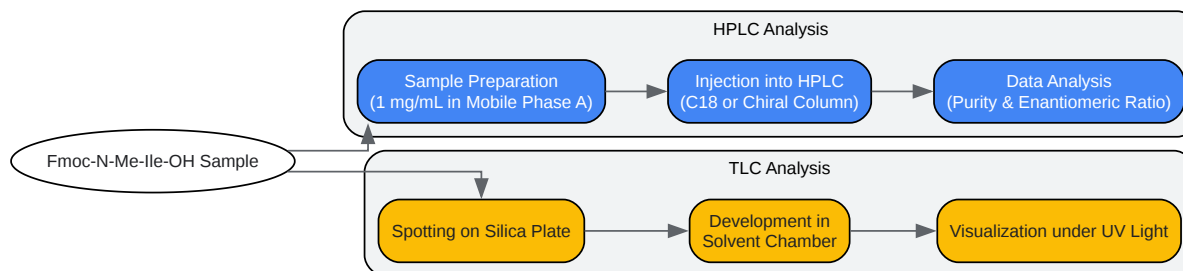 HPLC Analysis
Sample Preparation
(1 mg/mL in Mobile Phase A)
Injection into HPLC
(C18 or Chiral Column)
Data Analysis
(Purity & Enantiomeric Ratio)
Fmoc-N-Me-Ile-OH Sample
TLC Analysis
Spotting on Silica Plate
Development in
Solvent Chamber
Visualization under UV Light